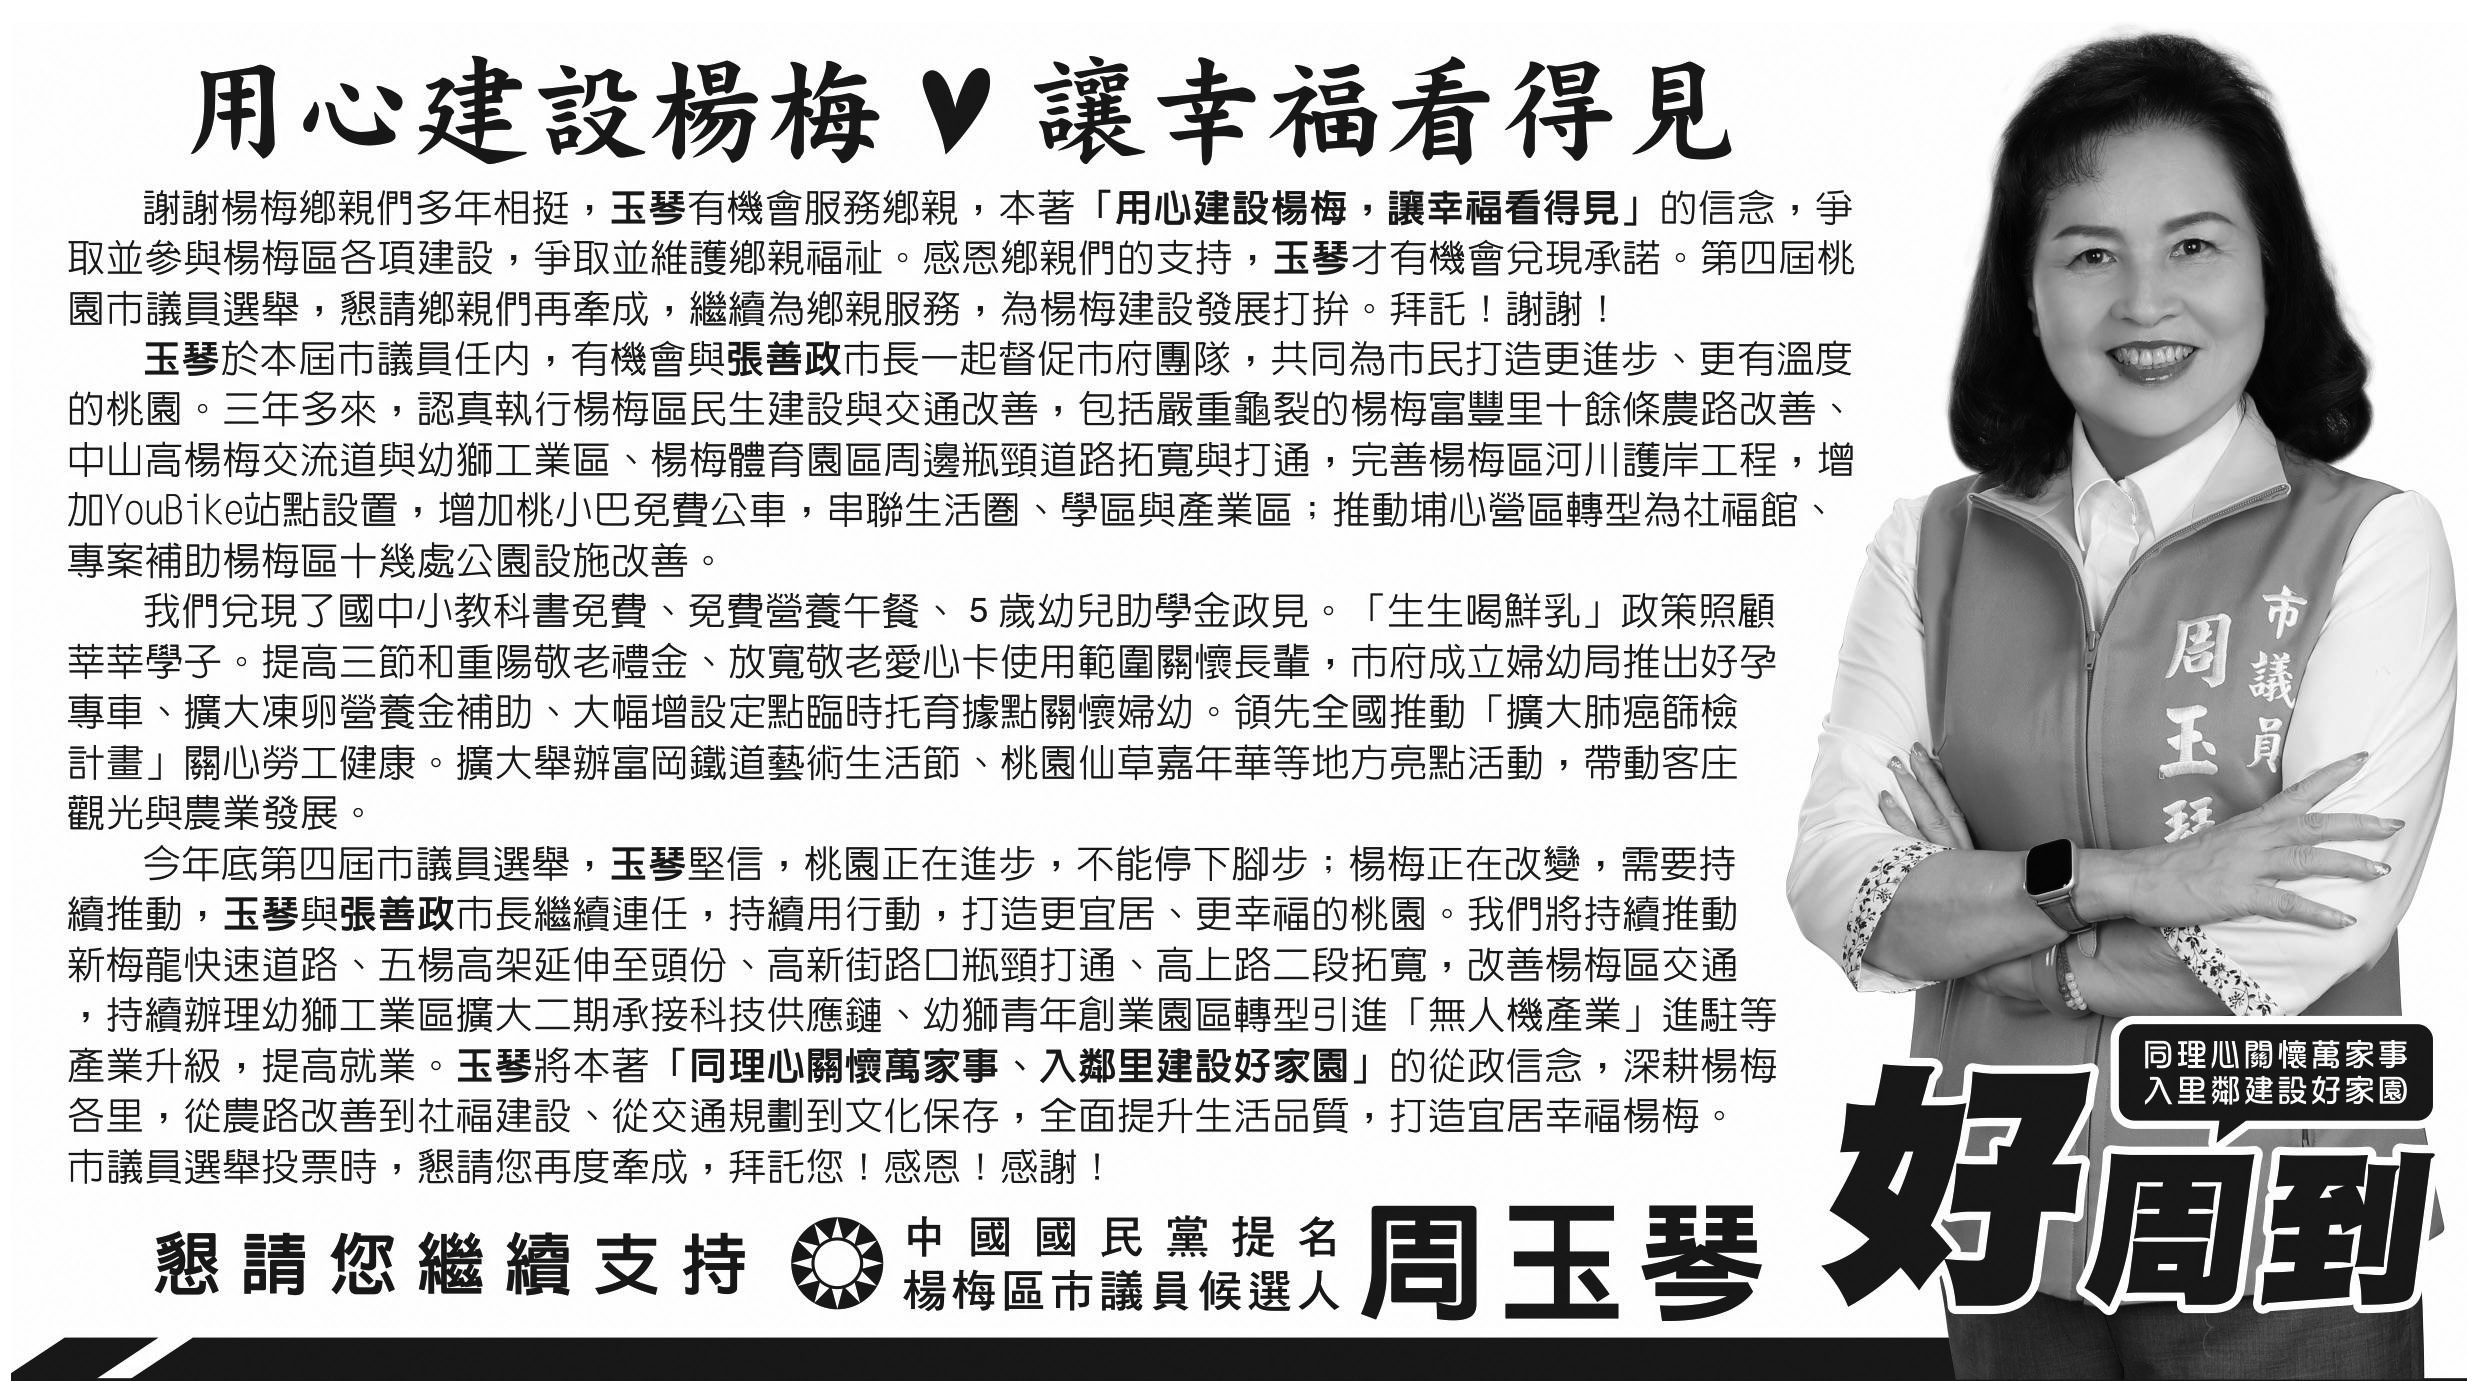 用心建設楊梅♥讓幸福看得見
謝謝楊梅鄉親們多年相挺，玉琴有機會服務鄉親，本著「用心建設楊梅，讓幸福看得見」的信念，爭
取並參與楊梅區各項建設，爭取並維護鄉親福祉。感恩鄉親們的支持，玉琴才有機會兌現承諾。第四屆桃
園市議員選舉，懇請鄉親們再牽成，繼續為鄉親服務，為楊梅建設發展打拚。拜託！謝謝！
玉琴於本屆市議員任內，有機會與張善政市長一起督促市府團隊，共同為市民打造更進步、更有溫度
的桃園。三年多來，認真執行楊梅區民生建設與交通改善，包括嚴重龜裂的楊梅富豐里十餘條農路改善、
中山高楊梅交流道與幼獅工業區、楊梅體育園區周邊瓶頸道路拓寬與打通，完善楊梅區河川護岸工程，增
加YouBike站點設置，增加桃小巴免費公車，串聯生活圈、學區與產業區；推動埔心營區轉型為社福館、
專案補助楊梅區十幾處公園設施改善。
我們兌現了國中小教科書免費、免費營養午餐、 5 歲幼兒助學金政見。「生生喝鮮乳」政策照顧
莘莘學子。提高三節和重陽敬老禮金、放寬敬老愛心卡使用範圍關懷長輩，市府成立婦幼局推出好孕
專車、擴大凍卵營養金補助、大幅增設定點臨時托育據點關懷婦幼。領先全國推動「擴大肺癌篩檢
計畫」關心勞工健康。擴大舉辦富岡鐵道藝術生活節、桃園仙草嘉年華等地方亮點活動，帶動客庄
觀光與農業發展。
今年底第四屆市議員選舉，玉琴堅信，桃園正在進步，不能停下腳步；楊梅正在改變，需要持
續推動，玉琴與張善政市長繼續連任，持續用行動，打造更宜居、更幸福的桃園。我們將持續推動
新梅龍快速道路、五楊高架延伸至頭份、高新街路口瓶頸打通、高上路二段拓寬，改善楊梅區交通
，持續辦理幼獅工業區擴大二期承接科技供應鏈、幼獅青年創業園區轉型引進「無人機產業」進駐等
產業升級，提高就業。玉琴將本著「同理心關懷萬家事、入鄰里建設好家園」的從政信念，深耕楊梅
各里，從農路改善到社福建設、從交通規劃到文化保存，全面提升生活品質，打造宜居幸福楊梅。
市議員選舉投票時，懇請您再度牽成，拜託您！感恩！感謝！
懇請您繼續支持
中國國民黨提名
楊梅區市議員候選人
周玉琴
市議員
周玉琴
同理心關懷萬家事
入里鄰建設好家園
好周到